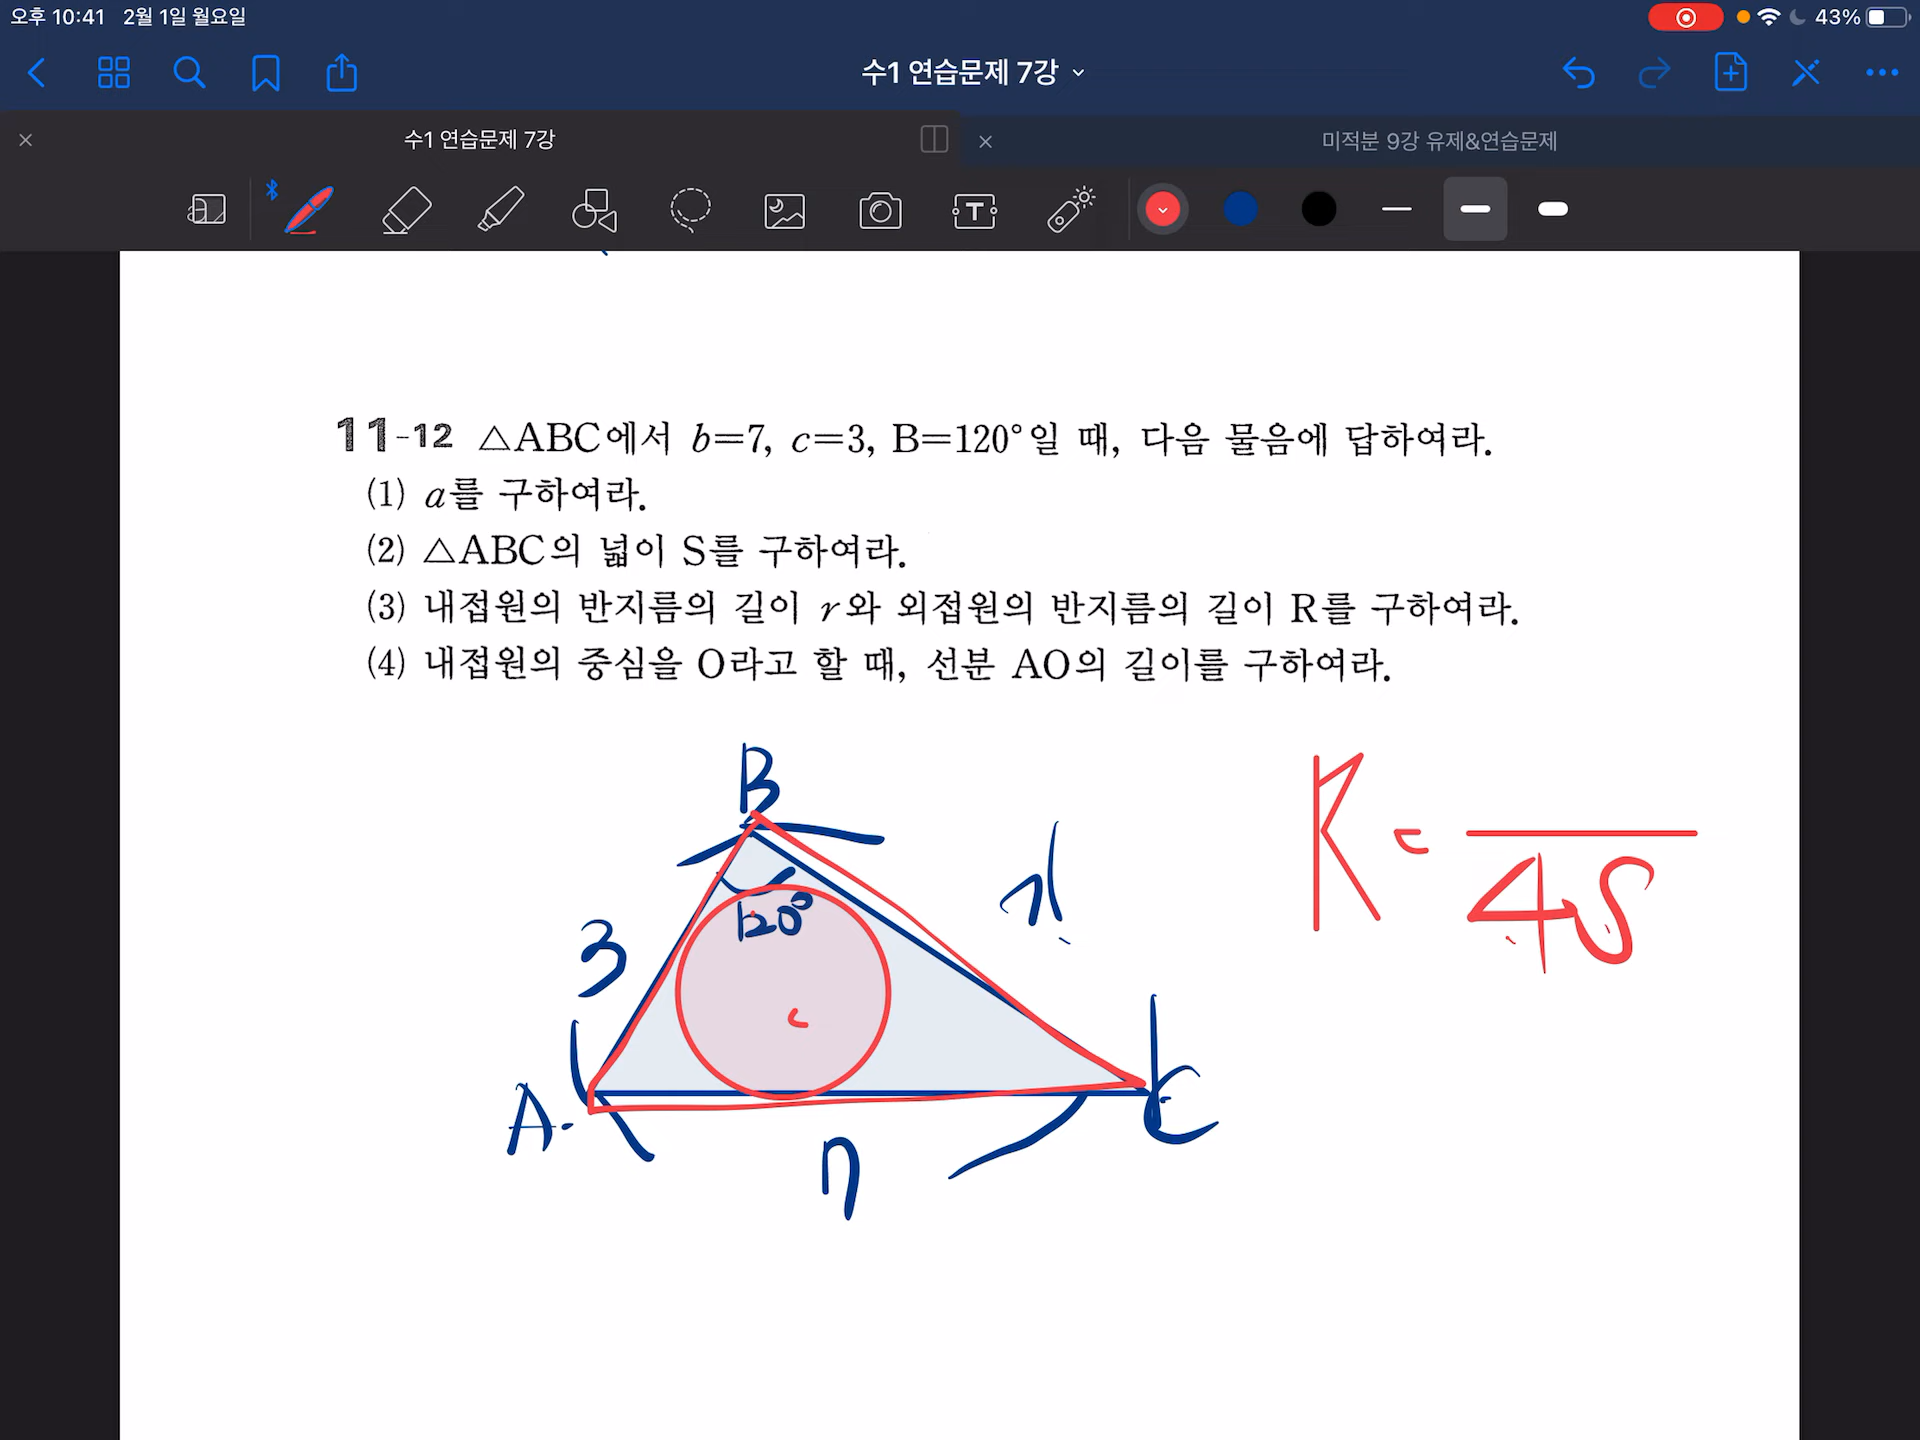 오후 10:41 2월 1일 월요일
43%
수1 연습문제 7강
수1 연습문제 7강
미적분 9강 유제&연습문제
11-12 △ABC에서 b=7, c=3, B=120°일 때, 다음 물음에 답하여라.
(1) a를 구하여라.
(2) △ABC의 넓이 S를 구하여라.
(3) 내접원의 반지름의 길이 r와 외접원의 반지름의 길이 R를 구하여라.
(4) 내접원의 중심을 O라고 할 때, 선분 AO의 길이를 구하여라.
B
R =
4S
120°
3
A
C
7